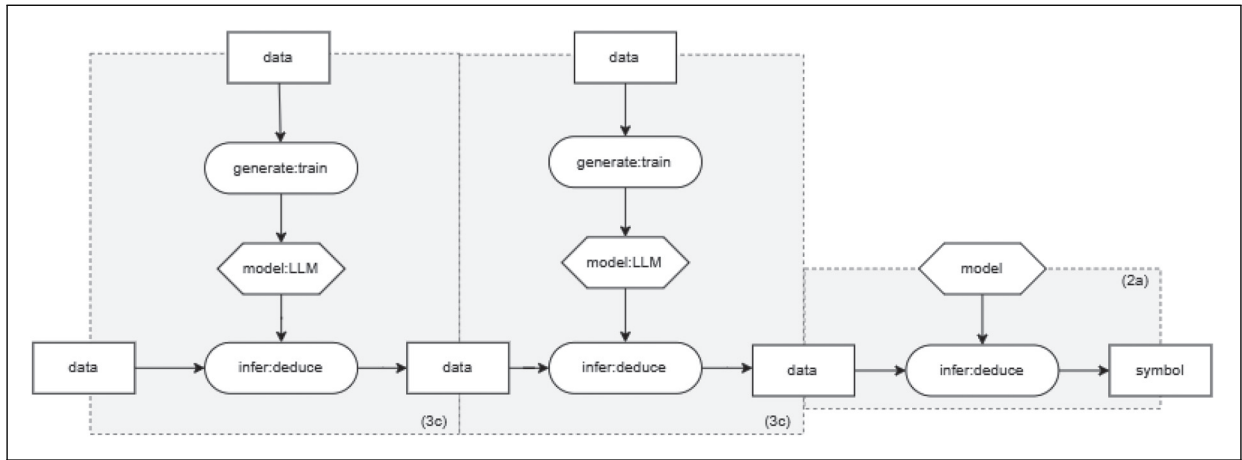 data
data
generate:train
generate:train
model:LLM
model:LLM
model
(2a)
data
infer:deduce
data
infer:deduce
data
infer:deduce
symbol
(3c)
(3c)